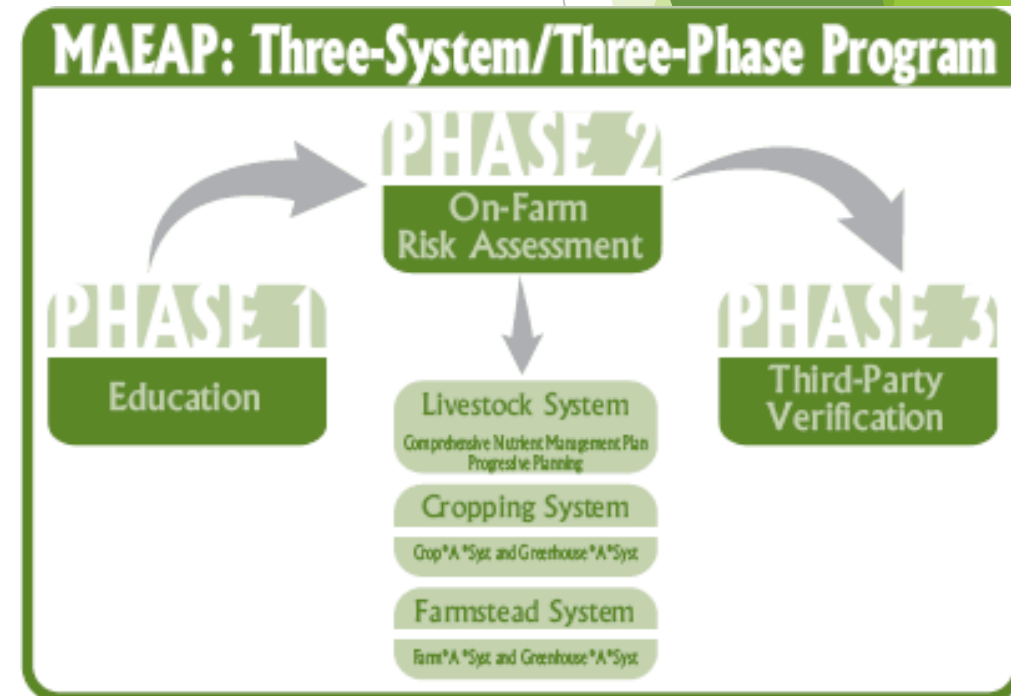 MAEAP: Three-System/Three-Phase Program
PHASE 1
Education
PHASE 2
On-Farm
Risk Assessment
Livestock System
Comprehensive Nutrient Management Plan
Progressive Planning
Cropping System
Crop*A*Syst and Greenhouse*A*Syst
Farmstead System
Farm*A*Syst and Greenhouse*A*Syst
PHASE 3
Third-Party
Verification